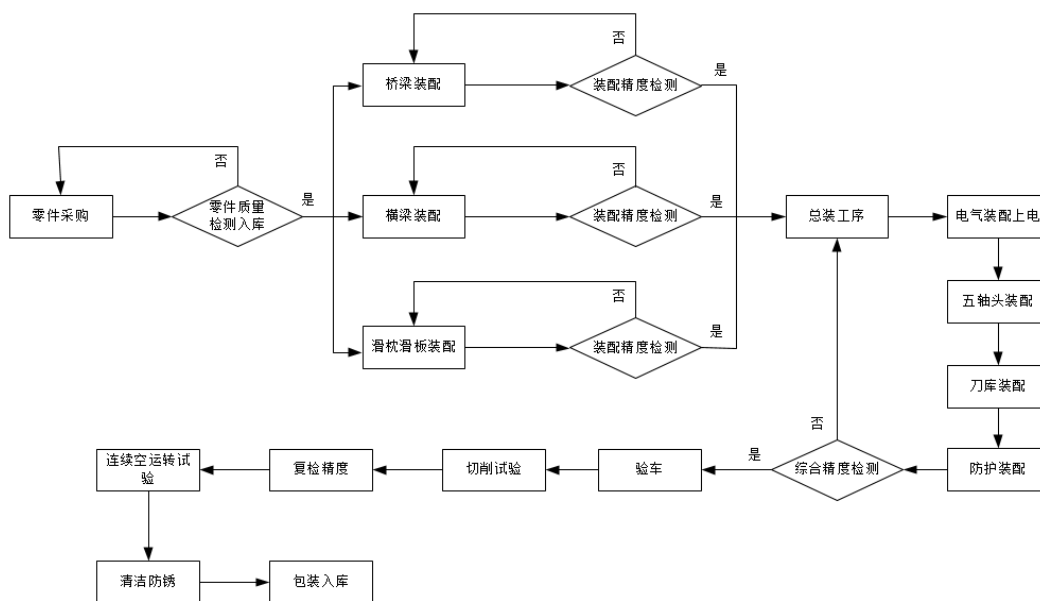 否
桥梁装配
装配精度检测
是
否
零件采购
零件质量
检测入库
是
否
横梁装配
装配精度检测
是
总装工序
电气装配上电
否
滑枕滑板装配
装配精度检测
是
五轴头装配
刀库装配
否
防护装配
综合精度检测
是
验车
切削试验
复检精度
连续空运转试
验
清洁防锈
包装入库